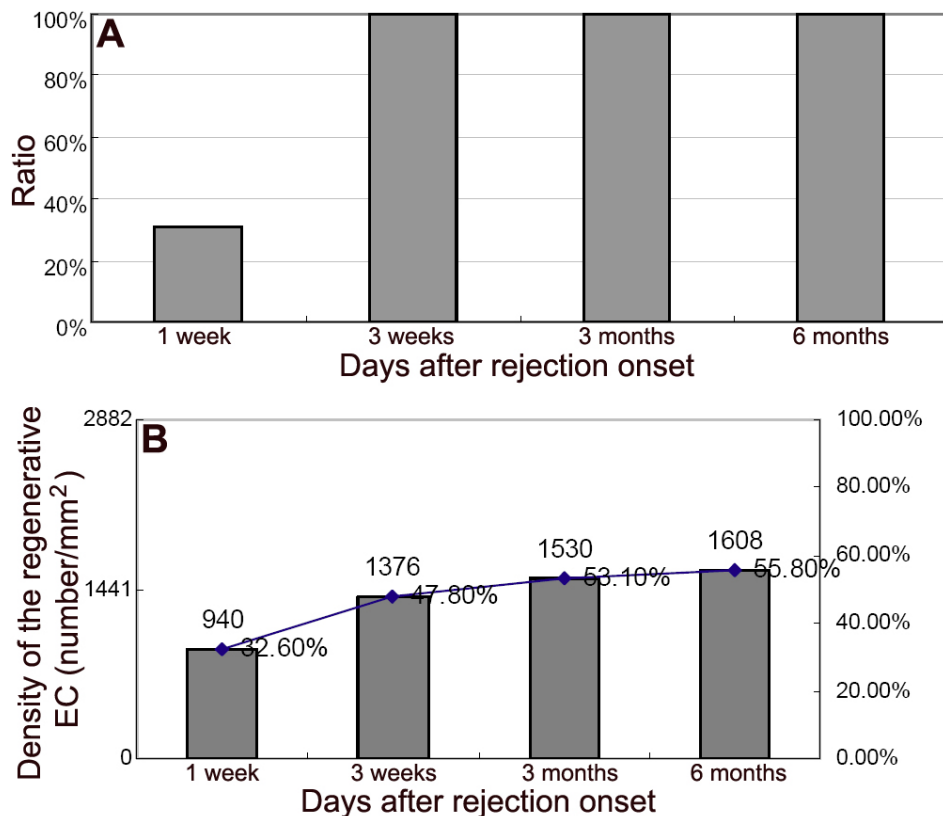 A
100%
80%
60%
40%
20%
0%
Ratio
1 week
3 weeks
3 months
6 months
Days after rejection onset
B
Density of the regenerative
EC (number/mm²)
2882
1441
0
100.00%
80.00%
60.00%
40.00%
20.00%
0.00%
940
1376
1530
1608
32.60%
47.80%
53.10%
55.80%
1 week
3 weeks
3 months
6 months
Days after rejection onset